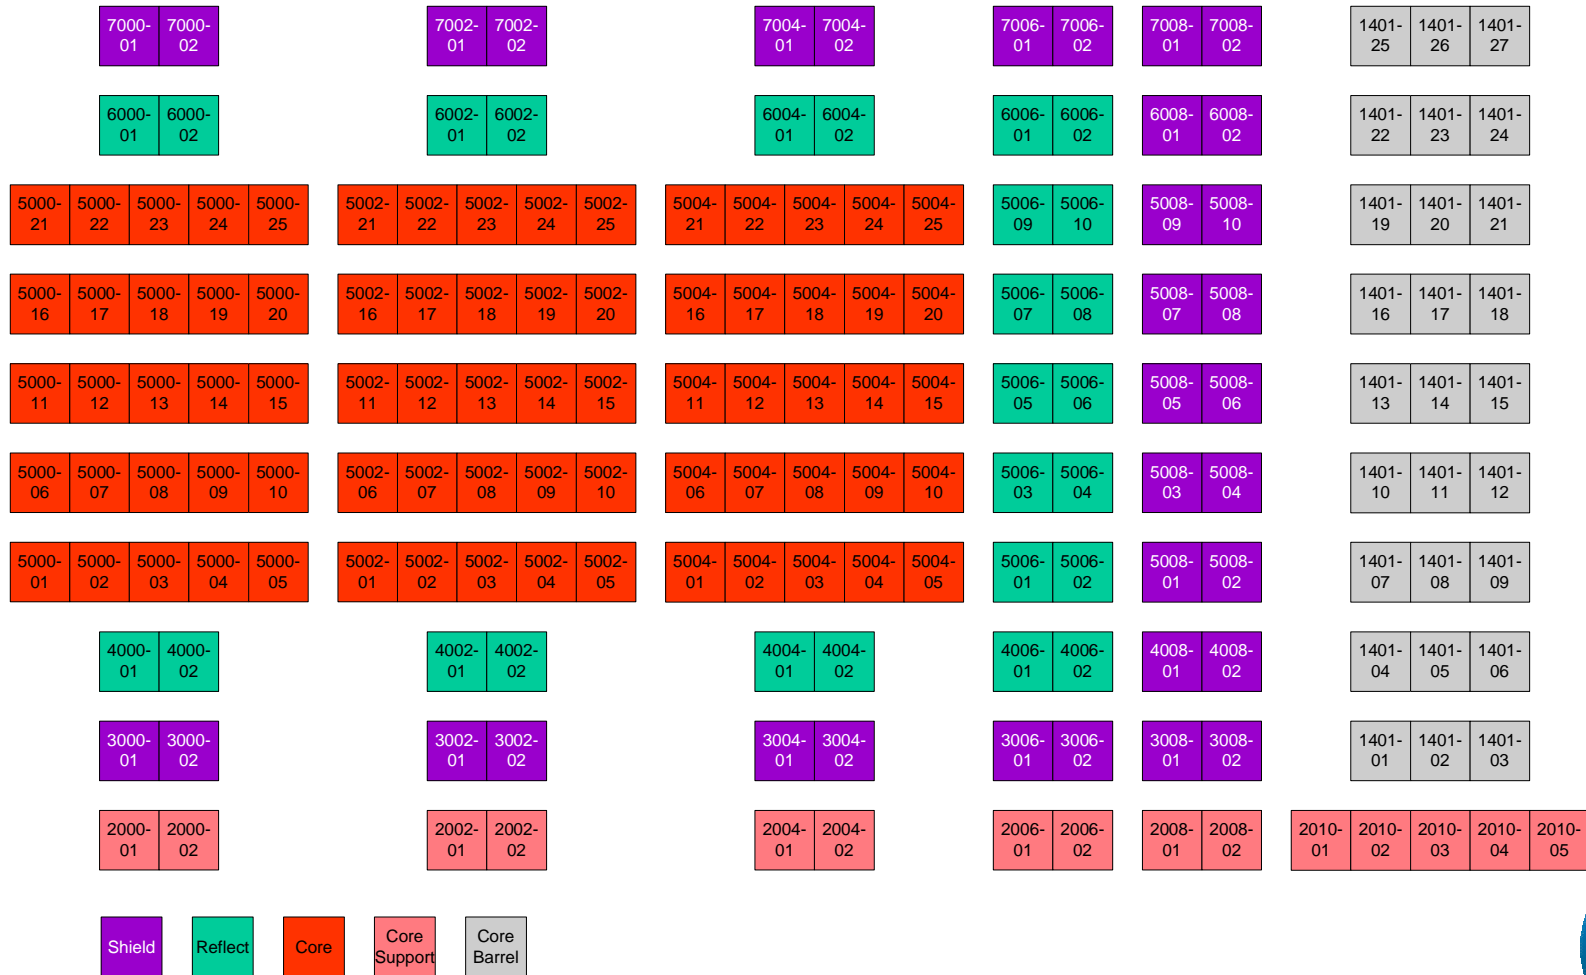 7000- 7000- 7002- 7002- 7004- 7004- 7006- 7006- 7008- 7008- 1401- 1401- 1401-
01 02 01 02 01 02 01 02 01 02 25 26 27
6000- 6000- 6002- 6002- 6004- 6004- 6006- 6006- 6008- 6008- 1401- 1401- 1401-
01 02 01 02 01 02 01 02 01 02 22 23 24
5000- 5000- 5000- 5000- 5000- 5002- 5002- 5002- 5002- 5002- 5004- 5004- 5004- 5004- 5004- 5006- 5006- 5008- 5008- 1401- 1401- 1401-
21 22 23 24 25 21 22 23 24 25 21 22 23 24 25 09 10 09 10 19 20 21
5000- 5000- 5000- 5000- 5000- 5002- 5002- 5002- 5002- 5002- 5004- 5004- 5004- 5004- 5004- 5006- 5006- 5008- 5008- 1401- 1401- 1401-
16 17 18 19 20 16 17 18 19 20 16 17 18 19 20 07 08 07 08 16 17 18
5000- 5000- 5000- 5000- 5000- 5002- 5002- 5002- 5002- 5002- 5004- 5004- 5004- 5004- 5004- 5006- 5006- 5008- 5008- 1401- 1401- 1401-
11 12 13 14 15 11 12 13 14 15 11 12 13 14 15 05 06 05 06 13 14 15
5000- 5000- 5000- 5000- 5000- 5002- 5002- 5002- 5002- 5002- 5004- 5004- 5004- 5004- 5004- 5006- 5006- 5008- 5008- 1401- 1401- 1401-
06 07 08 09 10 06 07 08 09 10 06 07 08 09 10 03 04 03 04 10 11 12
5000- 5000- 5000- 5000- 5000- 5002- 5002- 5002- 5002- 5002- 5004- 5004- 5004- 5004- 5004- 5006- 5006- 5008- 5008- 1401- 1401- 1401-
01 02 03 04 05 01 02 03 04 05 01 02 03 04 05 01 02 01 02 07 08 09
4000- 4000- 4002- 4002- 4004- 4004- 4006- 4006- 4008- 4008- 1401- 1401- 1401-
01 02 01 02 01 02 01 02 01 02 04 05 06
3000- 3000- 3002- 3002- 3004- 3004- 3006- 3006- 3008- 3008- 1401- 1401- 1401-
01 02 01 02 01 02 01 02 01 02 01 02 03
2000- 2000- 2002- 2002- 2004- 2004- 2006- 2006- 2008- 2008- 2010- 2010- 2010- 2010- 2010-
01 02 01 02 01 02 01 02 01 02 01 02 03 04 05
Shield
Reflect
Core
Core
Support
Core
Barrel